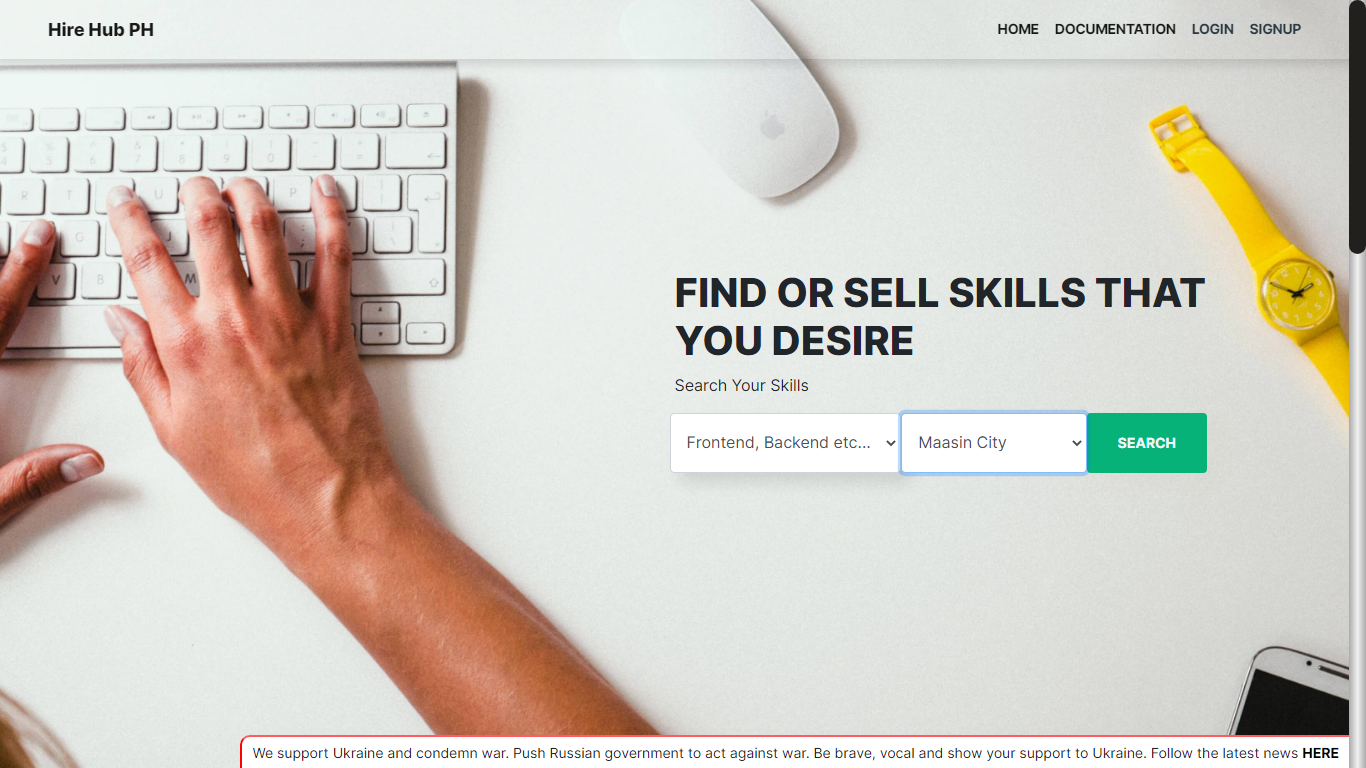 Hire Hub PH
HOME DOCUMENTATION LOGIN SIGNUP
FIND OR SELL SKILLS THAT
YOU DESIRE
Search Your Skills
Frontend, Backend etc...
Maasin City
SEARCH
We support Ukraine and condemn war. Push Russian government to act against war. Be brave, vocal and show your support to Ukraine. Follow the latest news HERE